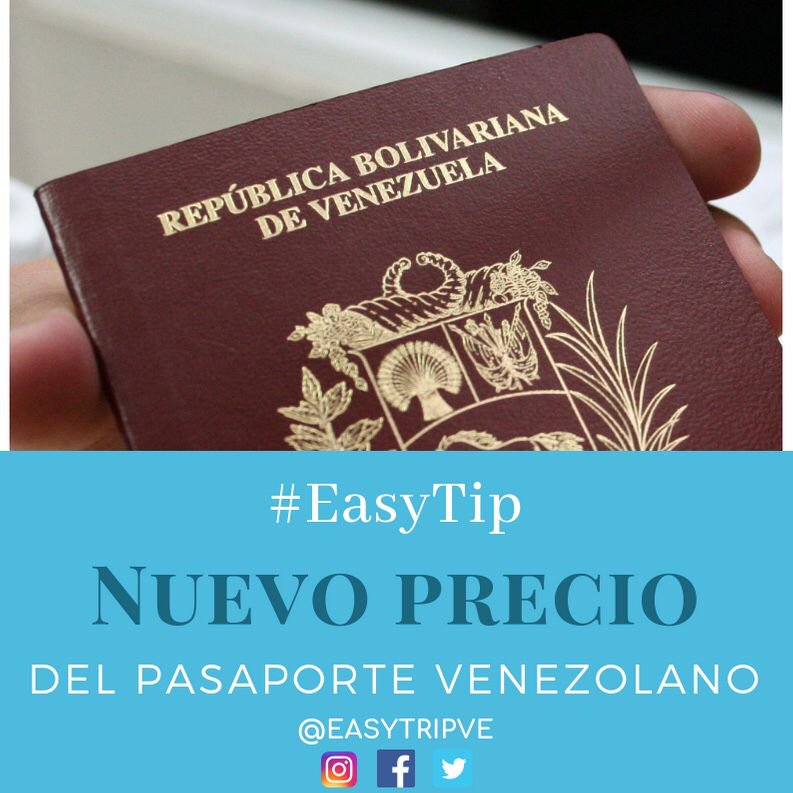 REPÚBLICA BOLIVARIANA
DE VENEZUELA
#EasyTip
NUEVO PRECIO
DEL PASAPORTE VENEZOLANO
@EASYTRIPVE